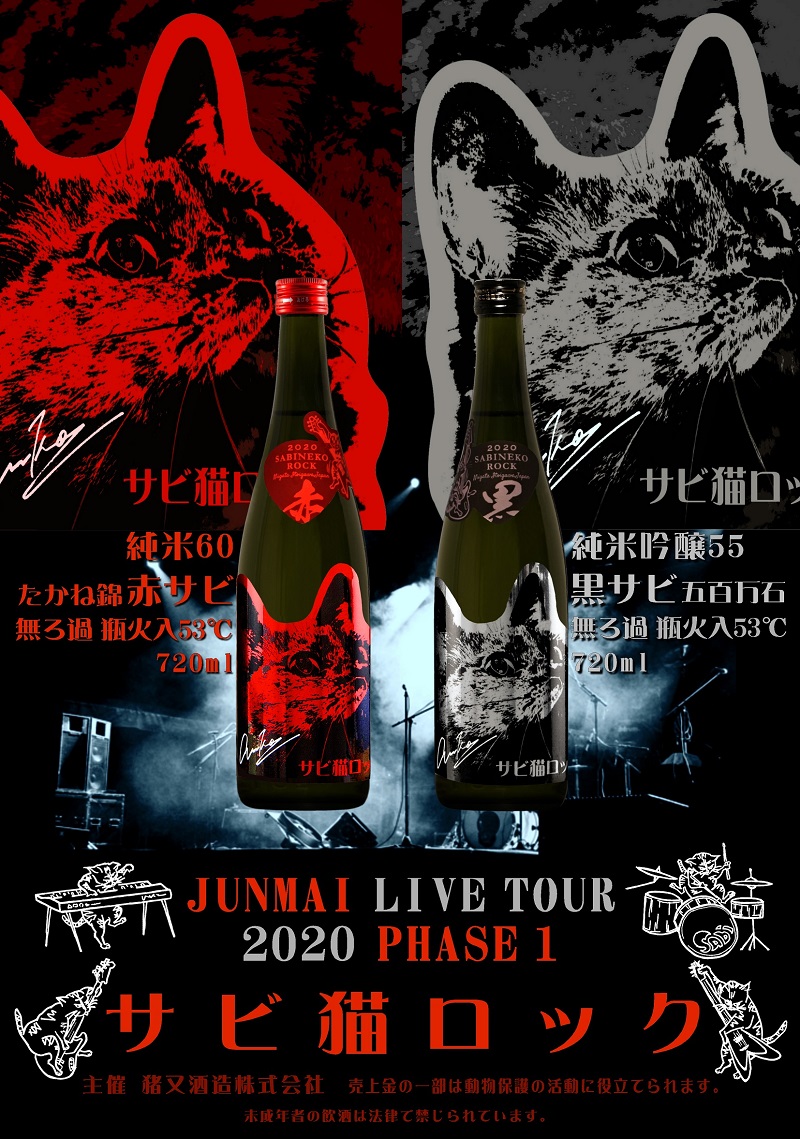 サビ猫ロ
サビ猫ロッ
2020
SABINEKO
ROCK
赤
2020
SABINEKO
ROCK
黒
純米60
たかね錦 赤サビ
無ろ過 瓶火入53℃
720ml
純米吟醸55
黒サビ 五百万石
無ろ過 瓶火入53℃
720ml
サビ猫ロッ
サビ猫ロッ
JUNMAI LIVE TOUR
2020 PHASE 1
SABI
サビ猫ロック
主催 猪又酒造株式会社 売上金の一部は動物保護の活動に役立てられます。
未成年者の飲酒は法律で禁じられています。